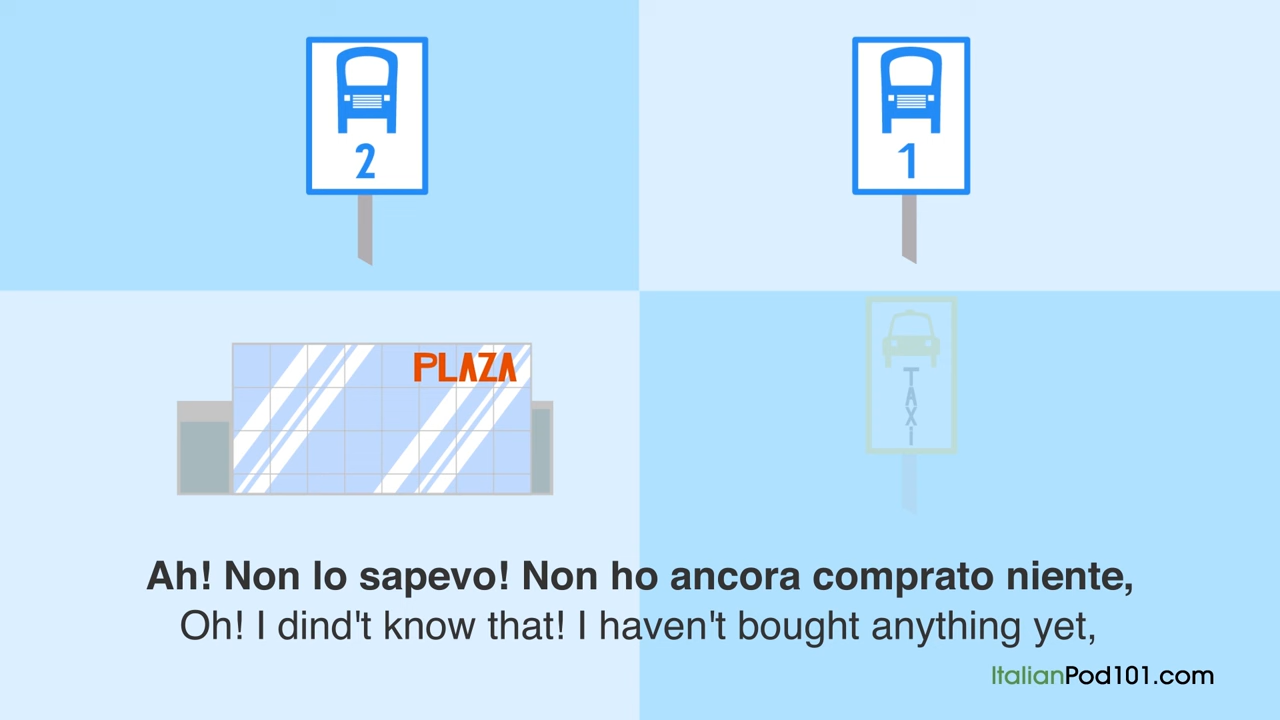 2
1
PLAZA
TAXI
Ah! Non lo sapevo! Non ho ancora comprato niente,
Oh! I dind't know that! I haven't bought anything yet,
ItalianPod101.com